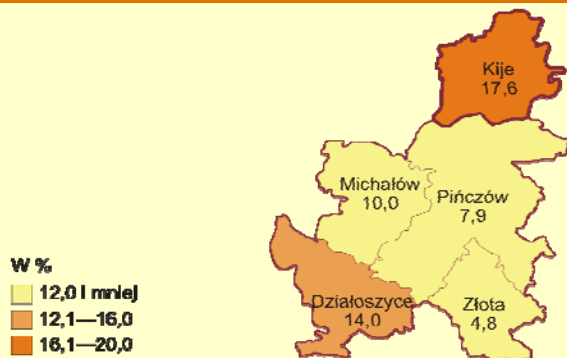 Kije
17,6
Michałów
10,0
Pińczów
7,9
Działoszyce
14,0
Złota
4,8
W %
12,0 i mniej
12,1—16,0
16,1—20,0